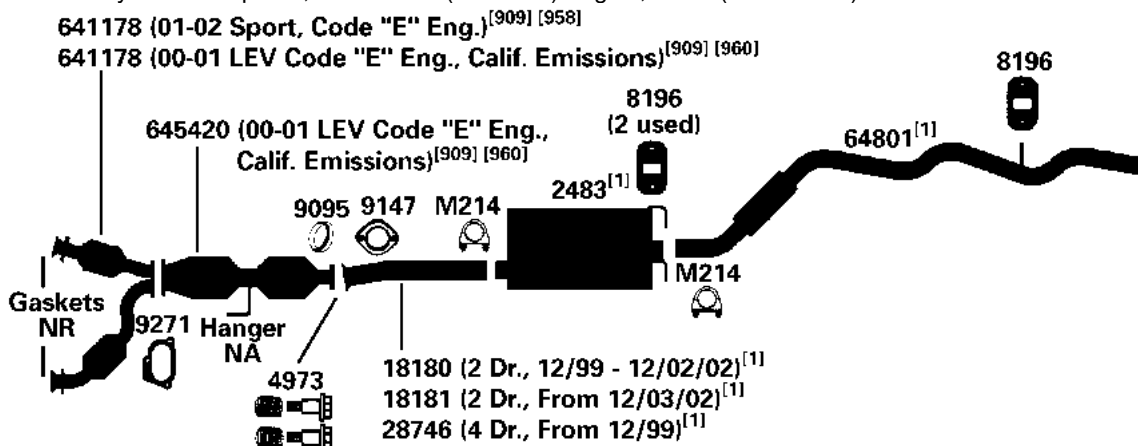 641178 (01-02 Sport, Code "E" Eng.)[909] [958]
641178 (00-01 LEV Code "E" Eng., Calif. Emissions)[909] [960]
8196
8196
(2 used)
645420 (00-01 LEV Code "E" Eng.,
Calif. Emissions)[909] [960]
64801[1]
2483[1]
9095 9147 M214
M214
Gaskets
NR
9271
Hanger
NA
4973
18180 (2 Dr., 12/99 - 12/02/02)[1]
18181 (2 Dr., From 12/03/02)[1]
28746 (4 Dr., From 12/99)[1]